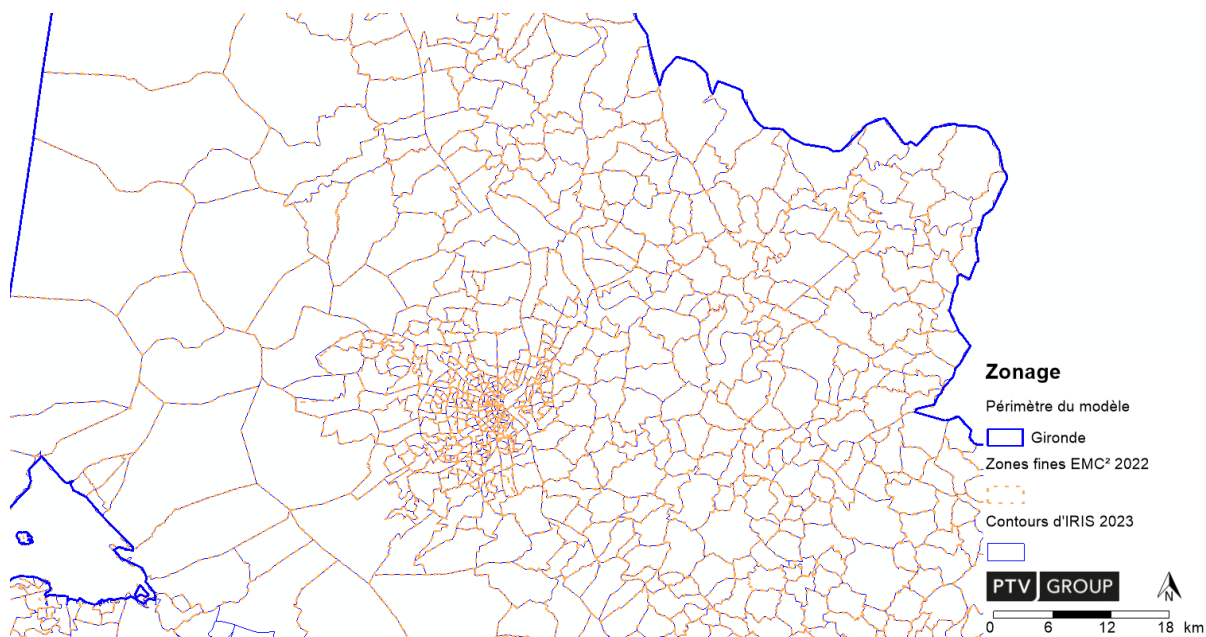 Zonage
Périmètre du modèle
Gironde
Zones fines EMC² 2022
Contours d'IRIS 2023
PTV GROUP
N
0 6 12 18 km